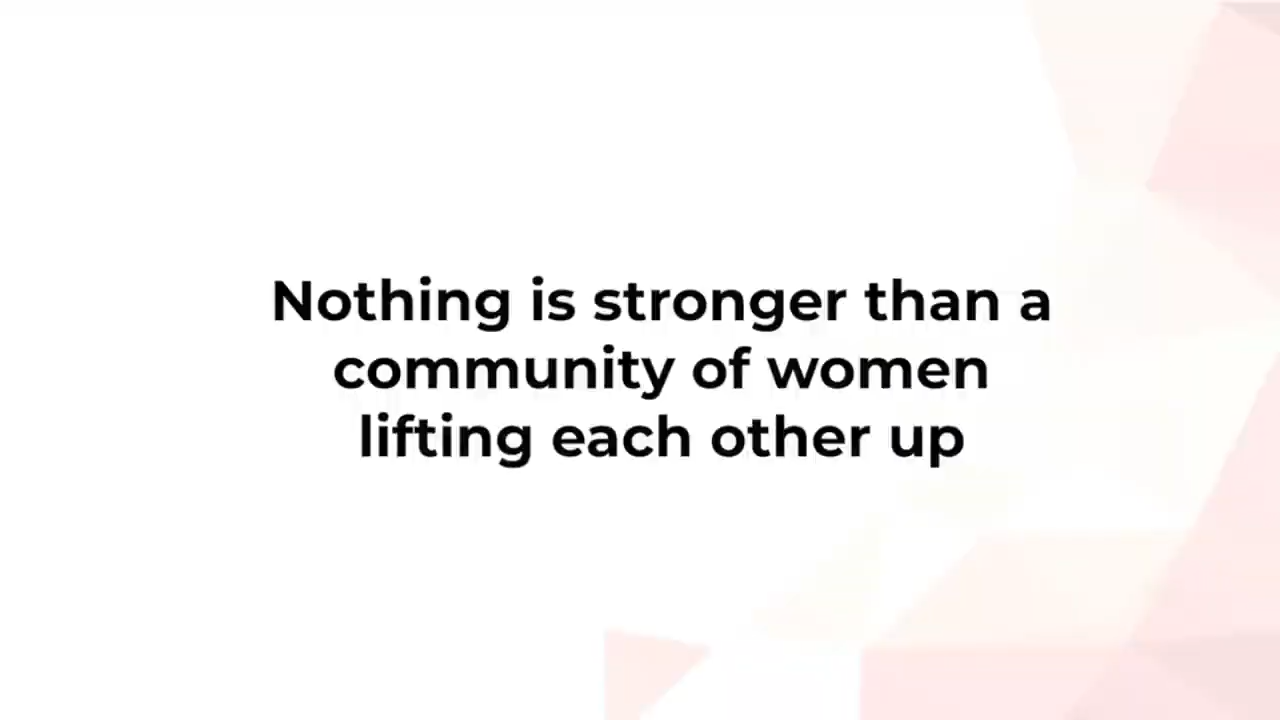 Nothing is stronger than a
community of women
lifting each other up